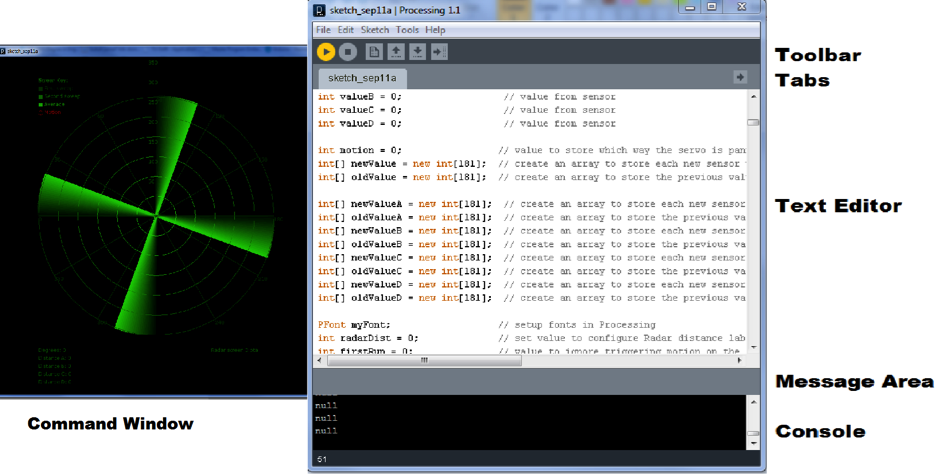 sketch_sep11a
Command Window
sketch_sep11a | Processing 1.1
File Edit Sketch Tools Help
sketch_sep11a
int valueB = 0; // value from sensor
int valueC = 0; // value from sensor
int valueD = 0; // value from sensor
int motion = 0; // value to store which way the servo is pan
int[] newValue = new int[181]; // create an array to store each new sensor
int[] oldValue = new int[181]; // create an array to store the previous val
int[] newValueA = new int[181]; // create an array to store each new sensor
int[] oldValueA = new int[181]; // create an array to store the previous va
int[] newValueB = new int[181]; // create an array to store each new sensor
int[] oldValueB = new int[181]; // create an array to store the previous va
int[] newValueC = new int[181]; // create an array to store each new sensor
int[] oldValueC = new int[181]; // create an array to store the previous va
int[] newValueD = new int[181]; // create an array to store each new sensor
int[] oldValueD = new int[181]; // create an array to store the previous va
PFont myFont; // setup fonts in Processing
int radarDist = 0; // set value to configure Radar distance lab
int firstRun = 0; // value to ignore triggering motion on the
null
null
null
51
Toolbar
Tabs
Text Editor
Message Area
Console